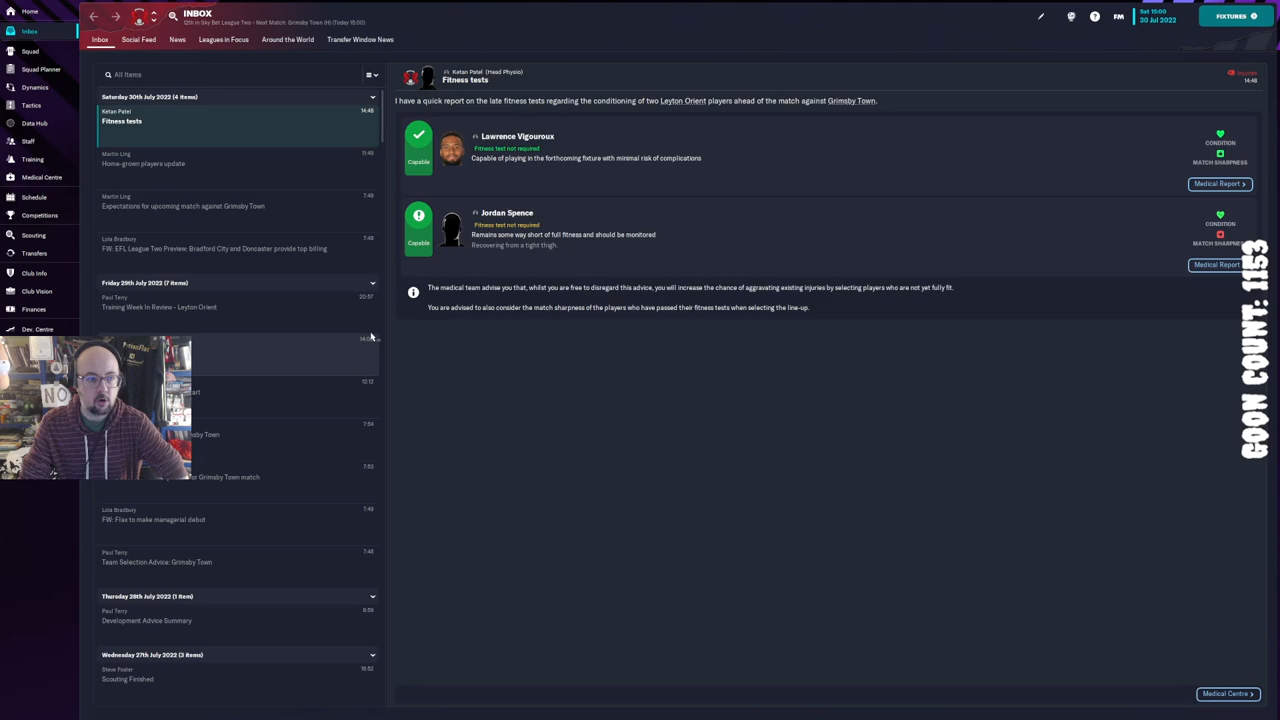 Home
Inbox
Squad
Squad Planner
Dynamics
Tactics
Data Hub
Staff
Training
Medical Centre
Schedule
Competitions
Scouting
Transfers
Club Info
Club Vision
Finances
Dev. Centre
INBOX
12th in Sky Bet League Two - Next Match: Grimsby Town (H) (Today 15:00)
FM
Sat 15:00
30 Jul 2022
FIXTURES
Inbox
Social Feed
News
Leagues in Focus
Around the World
Transfer Window News
All Items
Saturday 30th July 2022 (4 items)
Ketan Patel 14:48
Fitness tests
Martin Ling 11:43
Home-grown players update
Martin Ling 7:49
Expectations for upcoming match against Grimsby Town
Lola Bradbury 7:48
FW: EFL League Two Preview: Bradford City and Doncaster provide top billing
Friday 29th July 2022 (7 items)
Paul Terry 20:57
Training Week In Review - Leyton Orient
13:12
art
7:54
nsby Town
7:53
for Grimsby Town match
Lola Bradbury 7:49
FW: Flax to make managerial debut
Paul Terry 7:48
Team Selection Advice: Grimsby Town
Thursday 28th July 2022 (1 item)
Paul Terry 8:59
Development Advice Summary
Wednesday 27th July 2022 (3 items)
Steve Foster 16:52
Scouting Finished
Ketan Patel (Head Physio)
Fitness tests
Injuries
14:48
I have a quick report on the late fitness tests regarding the conditioning of two Leyton Orient players ahead of the match against Grimsby Town.
Capable
Lawrence Vigouroux
Fitness test not required
Capable of playing in the forthcoming fixture with minimal risk of complications
CONDITION
MATCH SHARPNESS
Medical Report >
Capable
Jordan Spence
Fitness test not required
Remains some way short of full fitness and should be monitored
Recovering from a tight thigh.
CONDITION
MATCH SHARPNESS
Medical Report
The medical team advise you that, whilst you are free to disregard this advice, you will increase the chance of aggravating existing injuries by selecting players who are not yet fully fit.
You are advised to also consider the match sharpness of the players who have passed their fitness tests when selecting the line-up.
Medical Centre >
GOON COUNT: 1153
NO